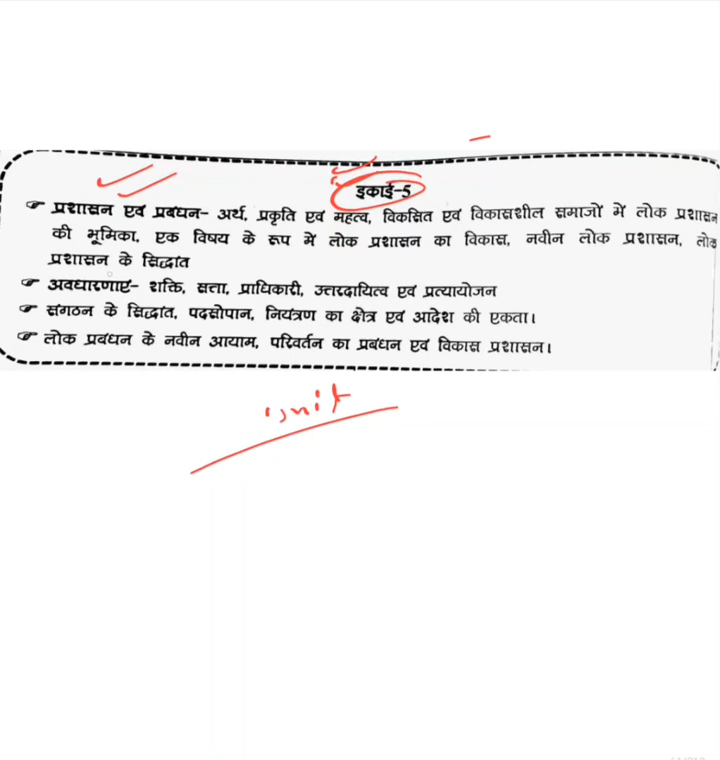 इकाई-5
☞ प्रशासन एवं प्रबंधन- अर्थ, प्रकृति एवं महत्व, विकसित एवं विकासशील समाजों में लोक प्रशासन
की भूमिका, एक विषय के रूप में लोक प्रशासन का विकास, नवीन लोक प्रशासन, लोक
प्रशासन के सिद्धांत
☞ अवधारणाएं- शक्ति, सत्ता, प्राधिकारी, उत्तरदायित्व एवं प्रत्यायोजन
☞ संगठन के सिद्धांत, पदसोपान, नियंत्रण का क्षेत्र एवं आदेश की एकता।
☞ लोक प्रबंधन के नवीन आयाम, परिवर्तन का प्रबंधन एवं विकास प्रशासन।
unit